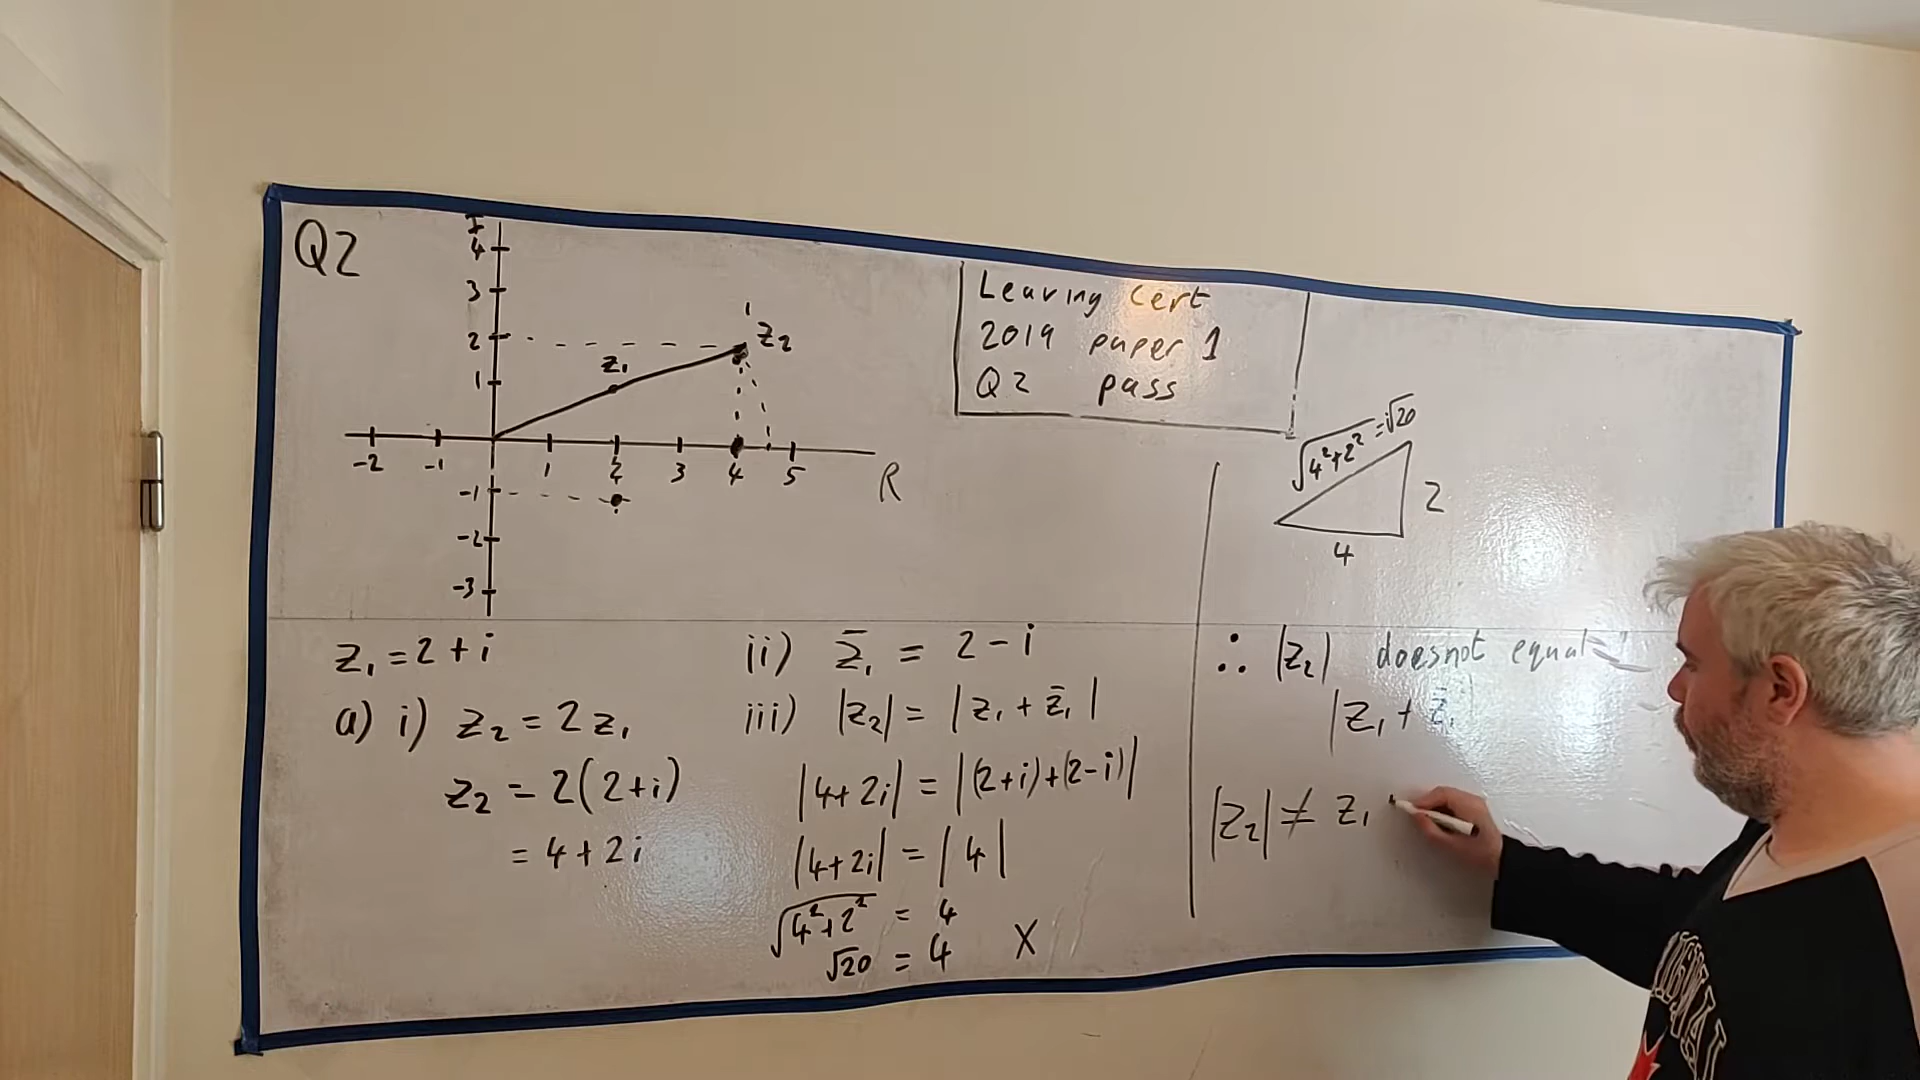 Q2
I
4
3
2
1
-1
-2
-3
-2 -1 1 2 3 4 5
R
z₁
z₂
Leaving cert
2019 paper 1
Q2 pass
√4²+2² = √20
2
4
z₁ = 2 + i
a) i) z₂ = 2 z₁
z₂ = 2(2+i)
= 4 + 2i
ii) z̄₁ = 2 - i
iii) |z₂| = | z₁ + z̄₁ |
|4+2i| = |(2+i)+(2-i)|
|4+2i| = | 4 |
√4²+2² = 4
√20 = 4 X
∴ |z₂| doesnot equal
|z₁ + z̄₁|
|z₂| ≠ z₁